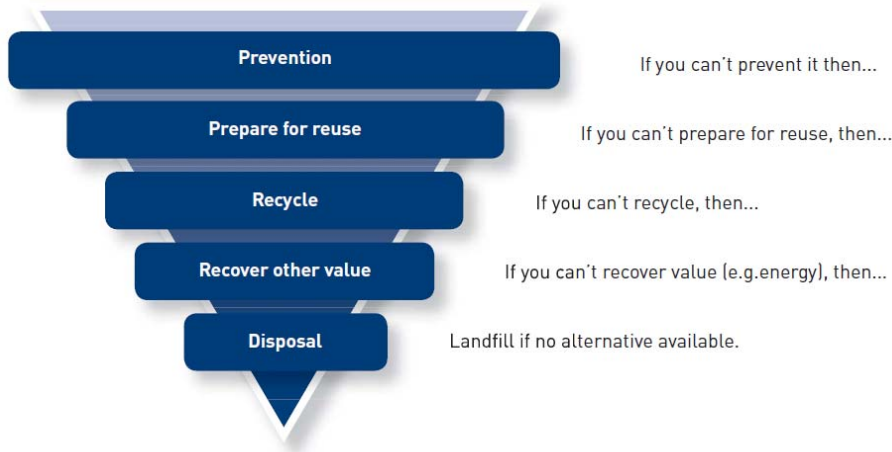 Prevention
If you can't prevent it then...
Prepare for reuse
If you can't prepare for reuse, then...
Recycle
If you can't recycle, then...
Recover other value
If you can't recover value (e.g.energy), then...
Disposal
Landfill if no alternative available.